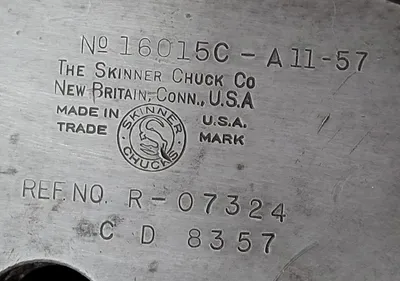 No 16015C - A 11-57
THE SKINNER CHUCK CO
NEW BRITAIN, CONN., U.S.A
MADE IN U.S.A.
TRADE MARK
SKINNER CHUCKS
REF. NO. R - 07324
C D 8357